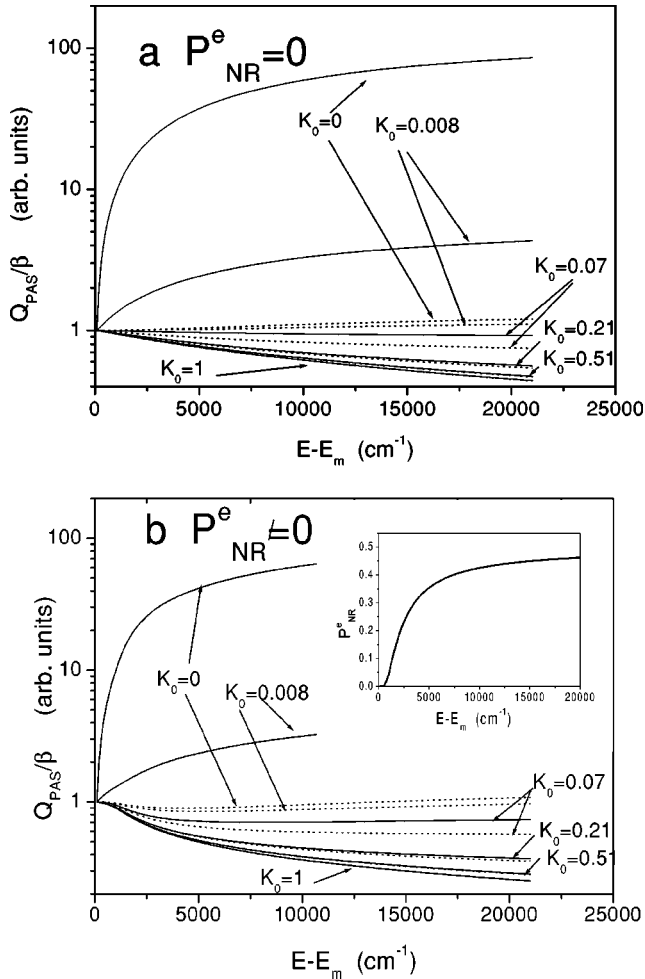 a P^e_NR=0
Q_PAS/β (arb. units)
100
10
1
K_0=0
K_0=0.008
K_0=0.07
K_0=0.21
K_0=0.51
K_0=1
0 5000 10000 15000 20000 25000
E-E_m (cm^-1)
b P^e_NR≠0
Q_PAS/β (arb. units)
100
10
1
P^e_NR
0.5
0.4
0.3
0.2
0.1
0.0
0 5000 10000 15000 20000
E-E_m (cm^-1)
K_0=0
K_0=0.008
K_0=0.07
K_0=0.21
K_0=0.51
K_0=1
0 5000 10000 15000 20000 25000
E-E_m (cm^-1)